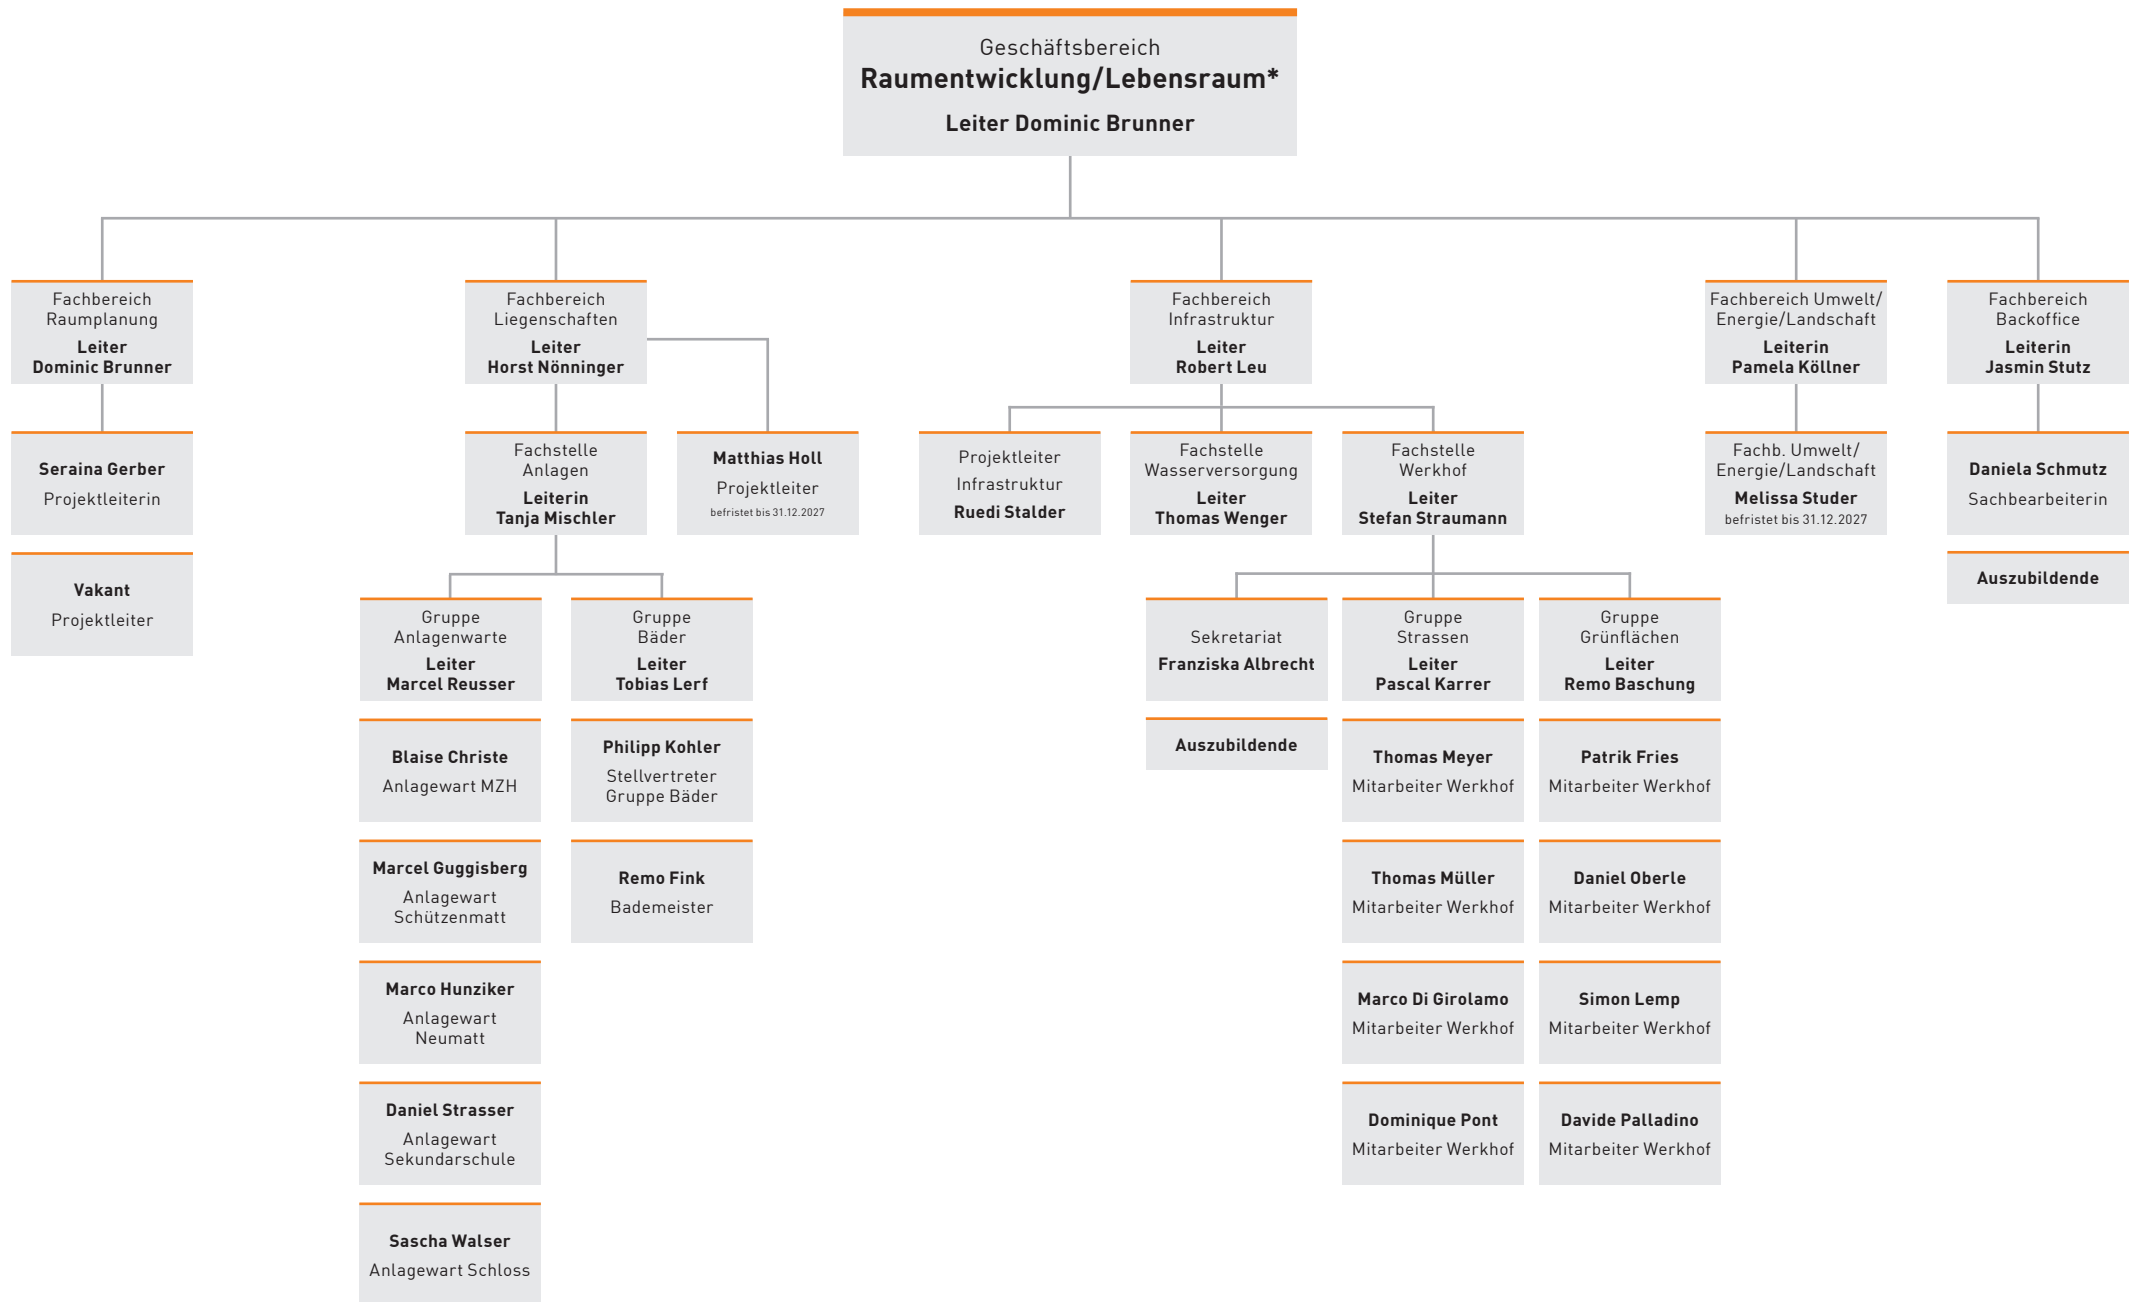 Geschäftsbereich
Raumentwicklung/Lebensraum*
Leiter Dominic Brunner
Fachbereich
Raumplanung
Leiter
Dominic Brunner
Fachbereich
Liegenschaften
Leiter
Horst Nönninger
Fachbereich
Infrastruktur
Leiter
Robert Leu
Fachbereich Umwelt/
Energie/Landschaft
Leiterin
Pamela Köllner
Fachbereich
Backoffice
Leiterin
Jasmin Stutz
Seraina Gerber
Projektleiterin
Fachstelle
Anlagen
Leiterin
Tanja Mischler
Matthias Holl
Projektleiter
befristet bis 31.12.2027
Projektleiter
Infrastruktur
Ruedi Stalder
Fachstelle
Wasserversorgung
Leiter
Thomas Wenger
Fachstelle
Werkhof
Leiter
Stefan Straumann
Fachb. Umwelt/
Energie/Landschaft
Melissa Studer
befristet bis 31.12.2027
Daniela Schmutz
Sachbearbeiterin
Vakant
Projektleiter
Auszubildende
Gruppe
Anlagenwarte
Leiter
Marcel Reusser
Gruppe
Bäder
Leiter
Tobias Lerf
Sekretariat
Franziska Albrecht
Gruppe
Strassen
Leiter
Pascal Karrer
Gruppe
Grünflächen
Leiter
Remo Baschung
Blaise Christe
Anlagewart MZH
Philipp Kohler
Stellvertreter
Gruppe Bäder
Auszubildende
Thomas Meyer
Mitarbeiter Werkhof
Patrik Fries
Mitarbeiter Werkhof
Marcel Guggisberg
Anlagewart
Schützenmatt
Remo Fink
Bademeister
Thomas Müller
Mitarbeiter Werkhof
Daniel Oberle
Mitarbeiter Werkhof
Marco Hunziker
Anlagewart
Neumatt
Marco Di Girolamo
Mitarbeiter Werkhof
Simon Lemp
Mitarbeiter Werkhof
Daniel Strasser
Anlagewart
Sekundarschule
Dominique Pont
Mitarbeiter Werkhof
Davide Palladino
Mitarbeiter Werkhof
Sascha Walser
Anlagewart Schloss